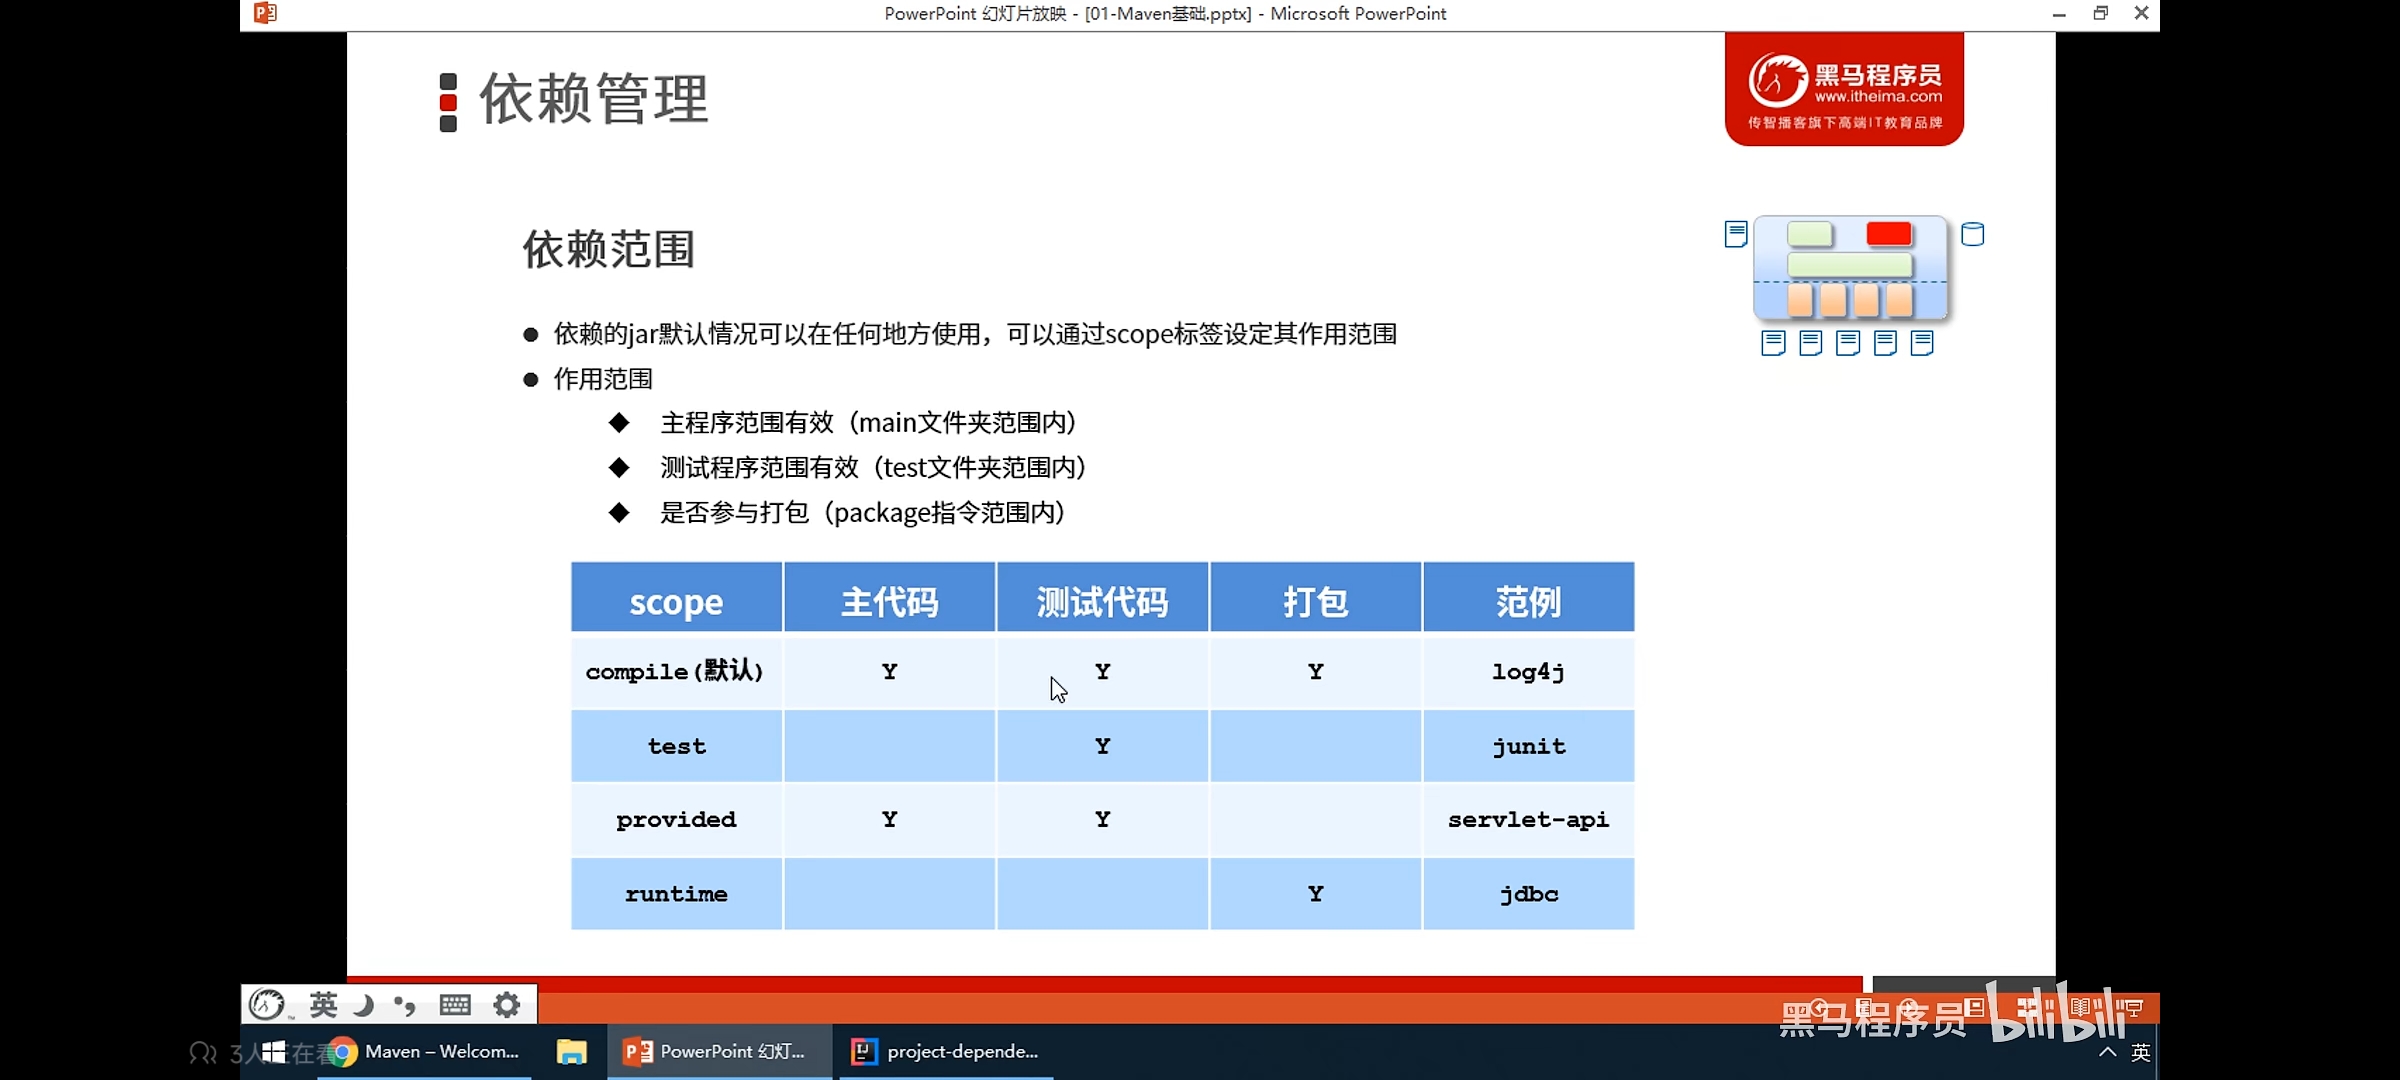 PowerPoint 幻灯片放映 - [01-Maven基础.pptx] - Microsoft PowerPoint
依赖管理
黑马程序员
www.itheima.com
传智播客旗下高端IT教育品牌
依赖范围
● 依赖的jar默认情况可以在任何地方使用，可以通过scope标签设定其作用范围
● 作用范围
◆ 主程序范围有效（main文件夹范围内）
◆ 测试程序范围有效（test文件夹范围内）
◆ 是否参与打包（package指令范围内）
scope 主代码 测试代码 打包 范例
compile(默认) Y Y Y log4j
test Y junit
provided Y Y servlet-api
runtime Y jdbc
英
黑马程序员 bilibili
3人正在看
Maven – Welcom...
PowerPoint 幻灯...
project-depende...
英